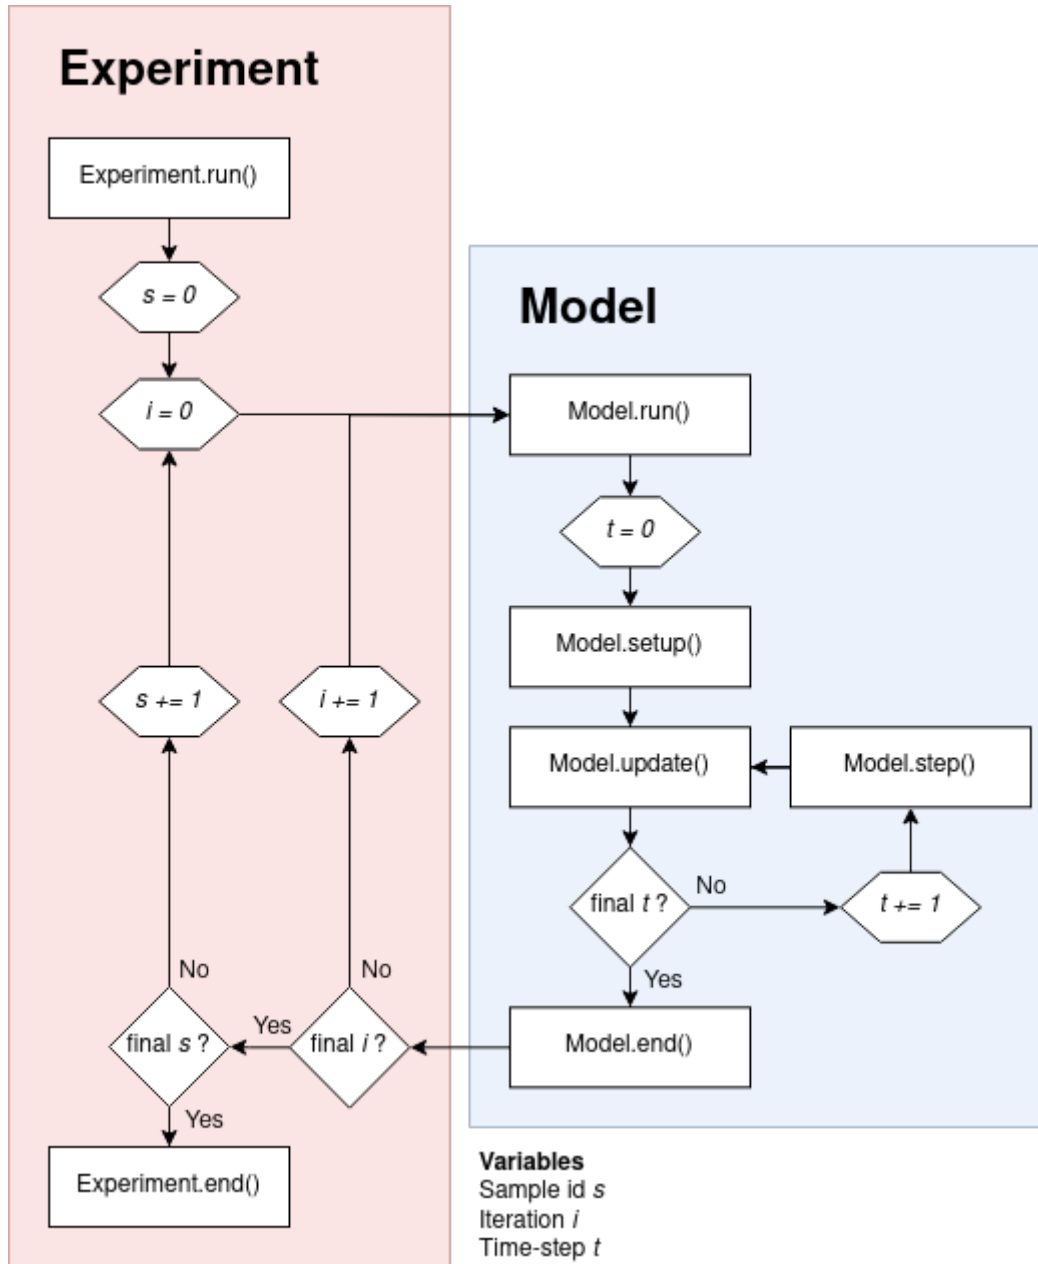 Experiment
Experiment.run()
s = 0
i = 0
s += 1
i += 1
No
No
final s ?
Yes
final i ?
Yes
Experiment.end()
Model
Model.run()
t = 0
Model.setup()
Model.update()
Model.step()
final t ?
No
t += 1
Yes
Model.end()
Variables
Sample id s
Iteration i
Time-step t